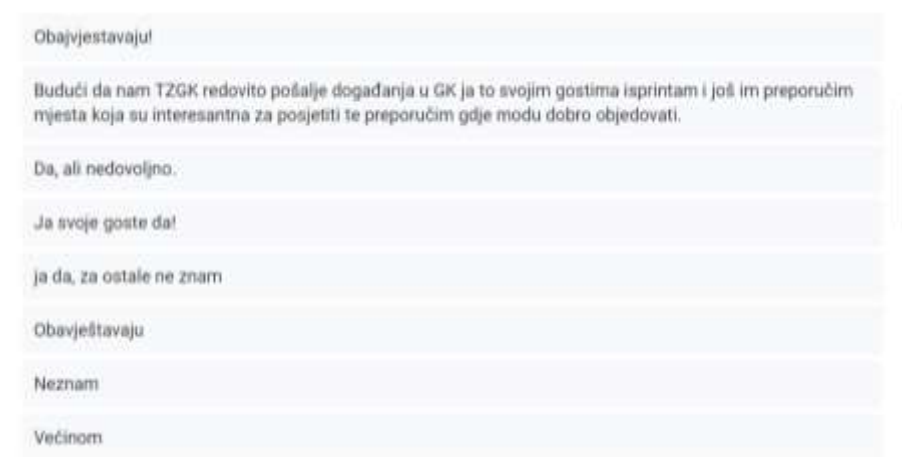 Obajvjestavaju!
Budući da nam TZGK redovito pošalje događanja u GK ja to svojim gostima isprintam i još im preporučim
mjesta koja su interesantna za posjetiti te preporučim gdje modu dobro objedovati.
Da, ali nedovoljno.
Ja svoje goste da!
ja da, za ostale ne znam
Obavještavaju
Neznam
Većinom